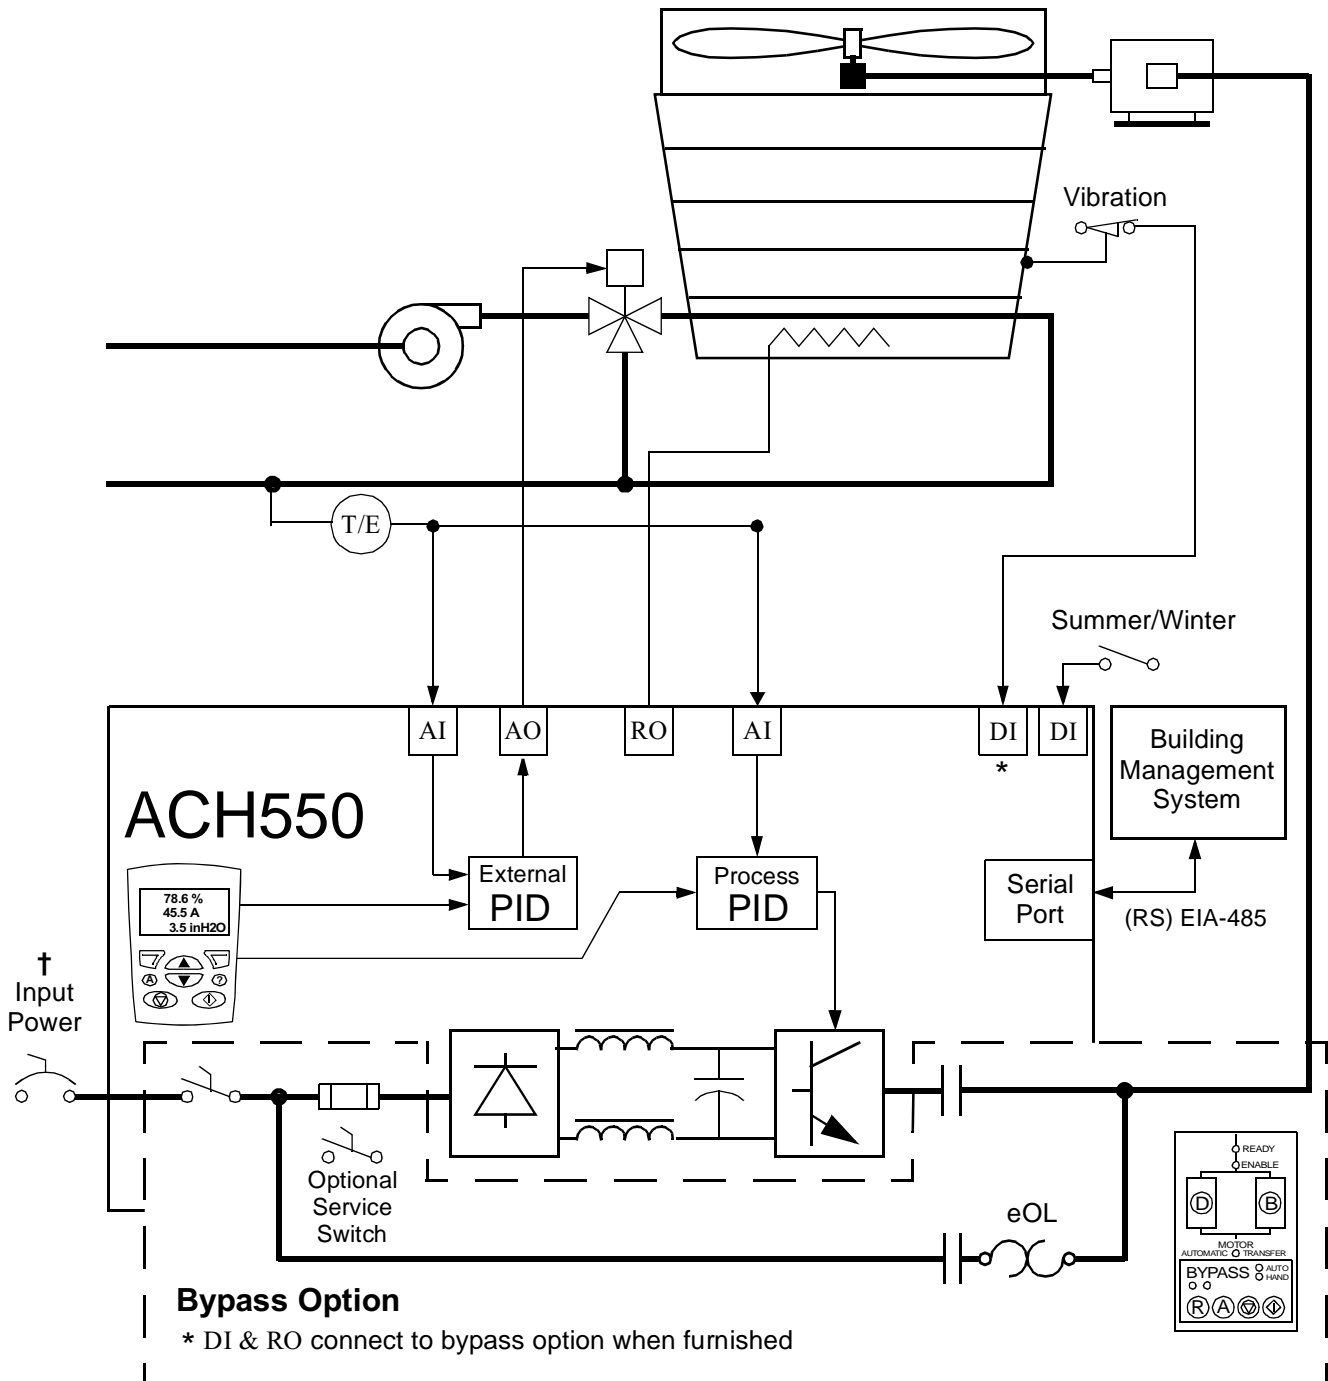 Vibration
T/E
Summer/Winter
AI
AO
RO
AI
DI
DI
*
Building
Management
System
ACH550
External
PID
Process
PID
Serial
Port
(RS) EIA-485
78.6 %
45.5 A
3.5 inH2O
A
?
†
Input
Power
Optional
Service
Switch
eOL
READY
ENABLE
D
B
MOTOR
AUTOMATIC TRANSFER
BYPASS
AUTO
HAND
R A
Bypass Option
* DI & RO connect to bypass option when furnished